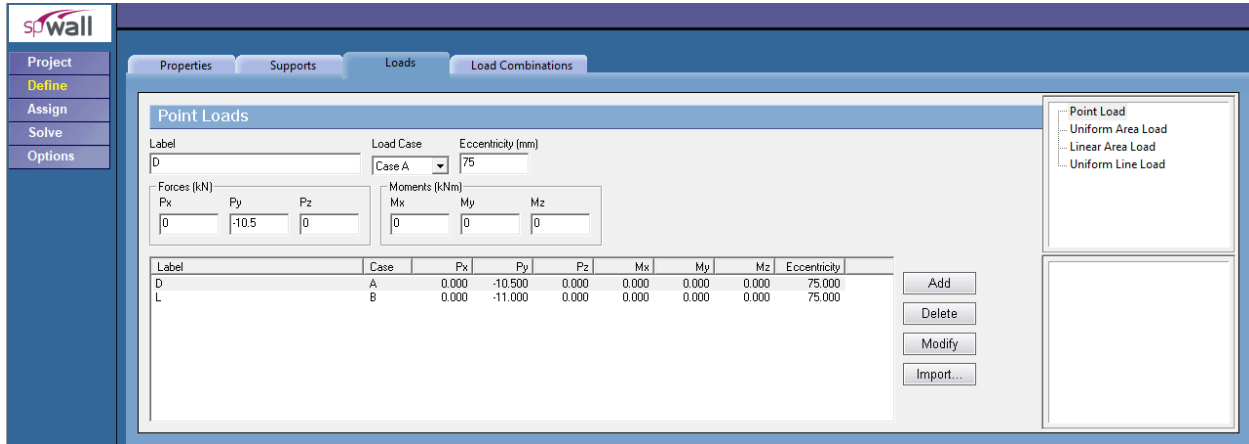 spwall
Project
Define
Assign
Solve
Options
Properties Supports Loads Load Combinations
Point Loads
Label Load Case Eccentricity (mm)
D Case A 75
Forces (kN) Moments (kNm)
Px Py Pz Mx My Mz
0 -10.5 0 0 0 0
Label Case Px Py Pz Mx My Mz Eccentricity
D A 0.000 -10.500 0.000 0.000 0.000 0.000 75.000
L B 0.000 -11.000 0.000 0.000 0.000 0.000 75.000
Add
Delete
Modify
Import...
Point Load
Uniform Area Load
Linear Area Load
Uniform Line Load